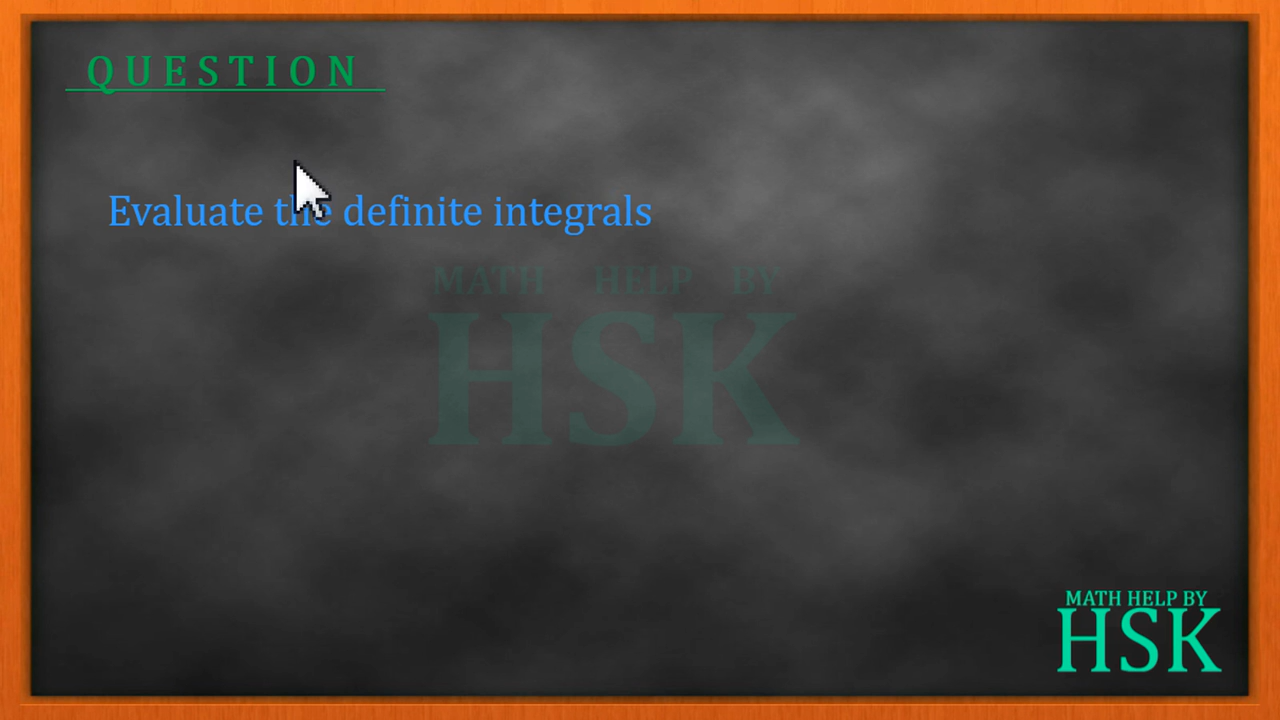 QUESTION
Evaluate the definite integrals
MATH HELP BY
HSK
MATH HELP BY
HSK